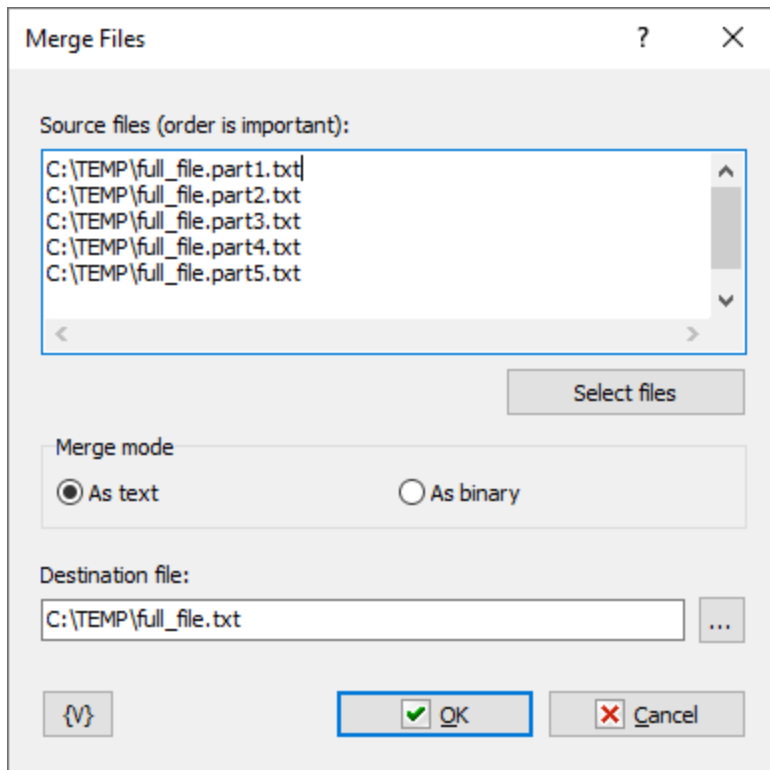 Merge Files
?
Source files (order is important):
C:\TEMP\full_file.part1.txt
C:\TEMP\full_file.part2.txt
C:\TEMP\full_file.part3.txt
C:\TEMP\full_file.part4.txt
C:\TEMP\full_file.part5.txt
Select files
Merge mode
As text As binary
Destination file:
C:\TEMP\full_file.txt ...
{V} OK Cancel